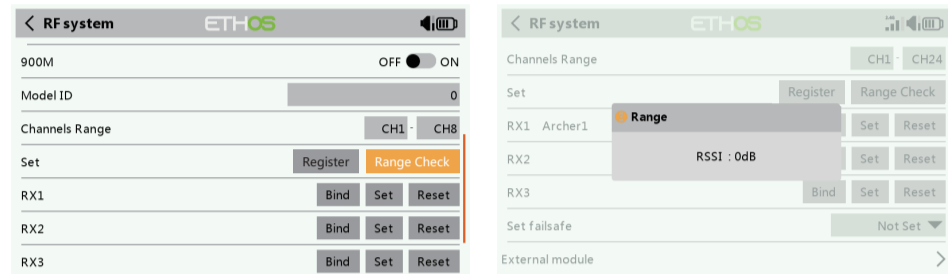 RF system ETHOS
900M OFF ON
Model ID 0
Channels Range CH1 - CH8
Set Register Range Check
RX1 Bind Set Reset
RX2 Bind Set Reset
RX3 Bind Set Reset
RF system ETHOS
Channels Range CH1 - CH24
Set Register Range Check
Range
RX1 Archer1 Set Reset
RSSI : 0dB
RX2 Set Reset
RX3 Bind Set Reset
Set failsafe Not Set
External module